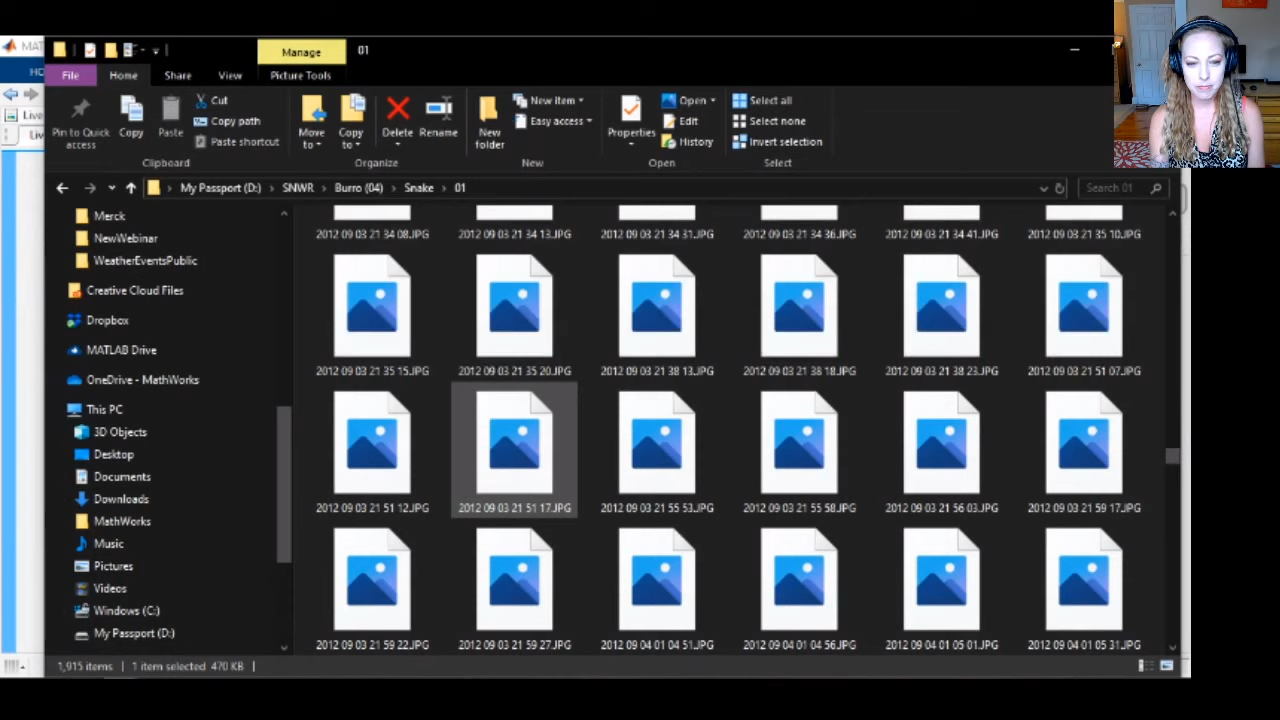 MAT
Manage
01
File
Home
Share
View
Picture Tools
HO
Live
Liv
Pin to Quick access
Copy
Paste
Cut
Copy path
Paste shortcut
Clipboard
Move to
Copy to
Delete
Rename
Organize
New folder
New item
Easy access
New
Properties
Open
Edit
History
Open
Select all
Select none
Invert selection
Select
My Passport (D:) › SNWR › Burro (04) › Snake › 01
Search 01
Merck
NewWebinar
WeatherEventsPublic
Creative Cloud Files
Dropbox
MATLAB Drive
OneDrive - MathWorks
This PC
3D Objects
Desktop
Documents
Downloads
MathWorks
Music
Pictures
Videos
Windows (C:)
My Passport (D:)
2012 09 03 21 34 08.JPG
2012 09 03 21 34 13.JPG
2012 09 03 21 34 31.JPG
2012 09 03 21 34 36.JPG
2012 09 03 21 34 41.JPG
2012 09 03 21 35 10.JPG
2012 09 03 21 35 15.JPG
2012 09 03 21 35 20.JPG
2012 09 03 21 38 13.JPG
2012 09 03 21 38 18.JPG
2012 09 03 21 38 23.JPG
2012 09 03 21 51 07.JPG
2012 09 03 21 51 12.JPG
2012 09 03 21 51 17.JPG
2012 09 03 21 55 53.JPG
2012 09 03 21 55 58.JPG
2012 09 03 21 56 03.JPG
2012 09 03 21 59 17.JPG
2012 09 03 21 59 22.JPG
2012 09 03 21 59 27.JPG
2012 09 04 01 04 51.JPG
2012 09 04 01 04 56.JPG
2012 09 04 01 05 01.JPG
2012 09 04 01 05 31.JPG
1,915 items
1 item selected 470 KB